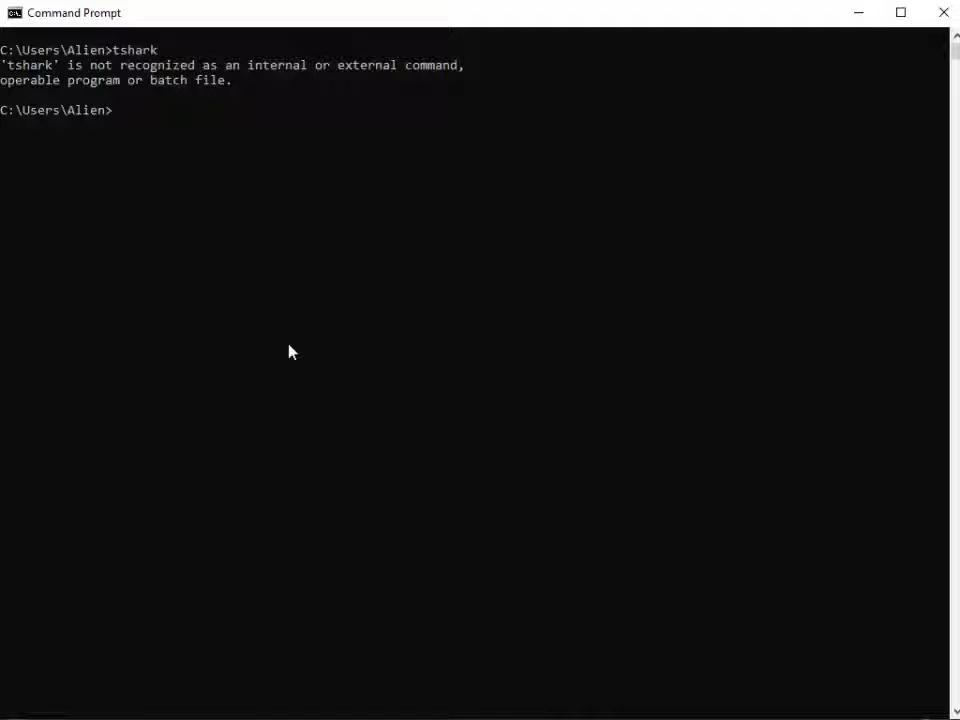 Command Prompt
C:\Users\Alien>tshark
'tshark' is not recognized as an internal or external command,
operable program or batch file.
C:\Users\Alien>